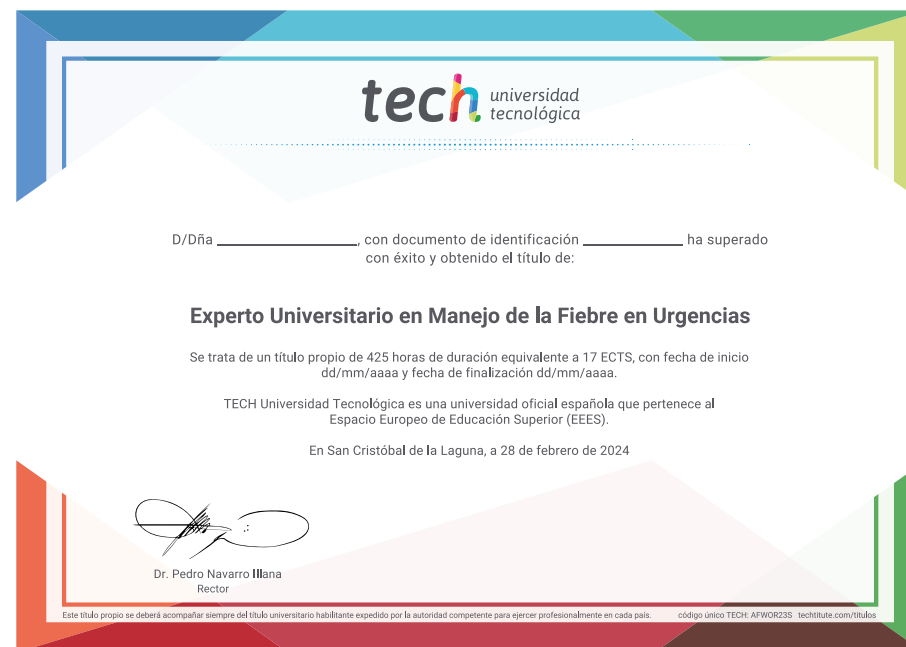 tech universidad
tecnológica
D/Dña ____________________, con documento de identificación ______________ ha superado
con éxito y obtenido el título de:
Experto Universitario en Manejo de la Fiebre en Urgencias
Se trata de un título propio de 425 horas de duración equivalente a 17 ECTS, con fecha de inicio
dd/mm/aaaa y fecha de finalización dd/mm/aaaa.
TECH Universidad Tecnológica es una universidad oficial española que pertenece al
Espacio Europeo de Educación Superior (EEES).
En San Cristóbal de la Laguna, a 28 de febrero de 2024
Dr. Pedro Navarro Illana
Rector
Este título propio se deberá acompañar siempre del título universitario habilitante expedido por la autoridad competente para ejercer profesionalmente en cada país. código único TECH: AFWOR23S techtitute.com/titulos